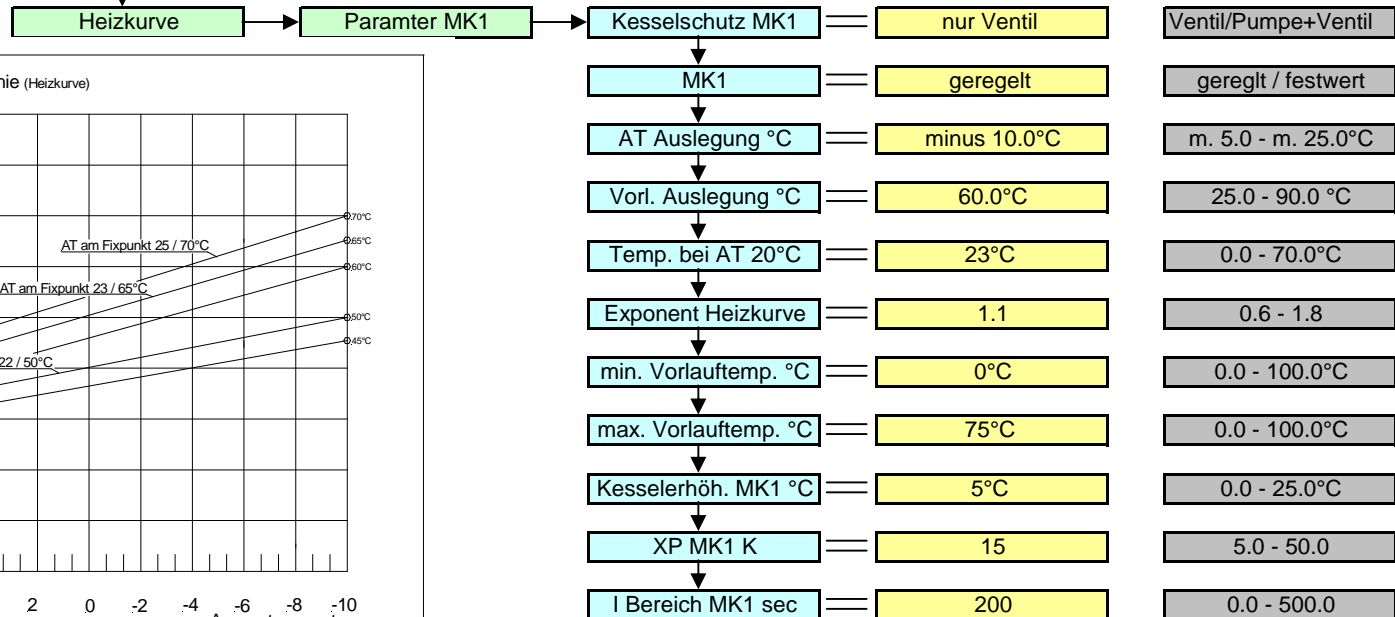 Heizkurve Paramter MK1 Kesselschutz MK1 nur Ventil Ventil/Pumpe+Ventil
MK1 geregelt gereglt / festwert
AT Auslegung °C minus 10.0°C m. 5.0 - m. 25.0°C
Vorl. Auslegung °C 60.0°C 25.0 - 90.0 °C
Temp. bei AT 20°C 23°C 0.0 - 70.0°C
Exponent Heizkurve 1.1 0.6 - 1.8
min. Vorlauftemp. °C 0°C 0.0 - 100.0°C
max. Vorlauftemp. °C 75°C 0.0 - 100.0°C
Kesselerhöh. MK1 °C 5°C 0.0 - 25.0°C
XP MK1 K 15 5.0 - 50.0
I Bereich MK1 sec 200 0.0 - 500.0
nie (Heizkurve)
70°C
AT am Fixpunkt 25 / 70°C
65°C
60°C
AT am Fixpunkt 23 / 65°C
50°C
45°C
22 / 50°C
2 0 -2 -4 -6 -8 -10